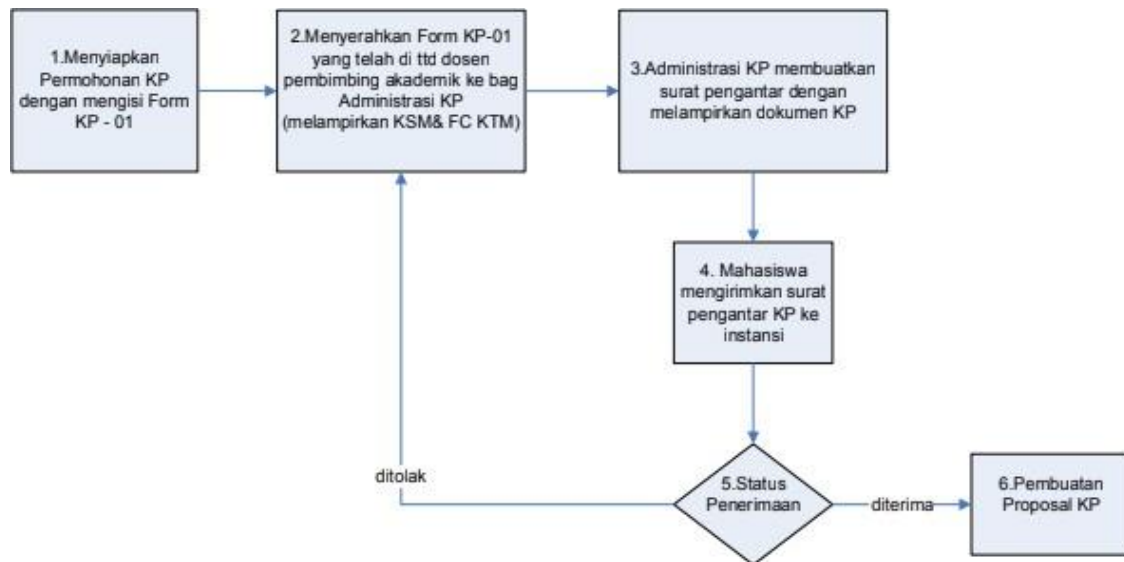 1.Menyiapkan
Permohonan KP
dengan mengisi Form
KP - 01
2.Menyerahkan Form KP-01
yang telah di ttd dosen
pembimbing akademik ke bag
Administrasi KP
(melampirkan KSM& FC KTM)
3.Administrasi KP membuatkan
surat pengantar dengan
melampirkan dokumen KP
4. Mahasiswa
mengirimkan surat
pengantar KP ke
instansi
ditolak
5.Status
Penerimaan
diterima
6.Pembuatan
Proposal KP